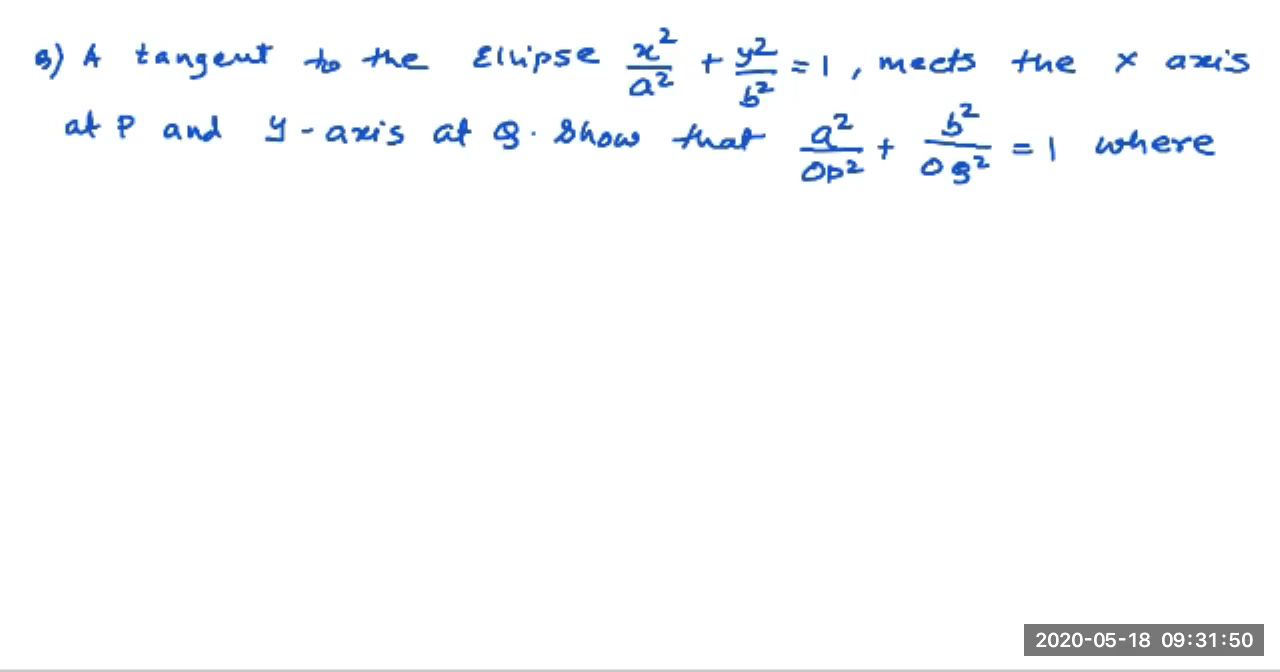 Q) A tangent to the Ellipse x²/a² + y²/b² = 1, meets the x axis
at P and y-axis at Q. Show that a²/OP² + b²/OQ² = 1 where
2020-05-18 09:31:50